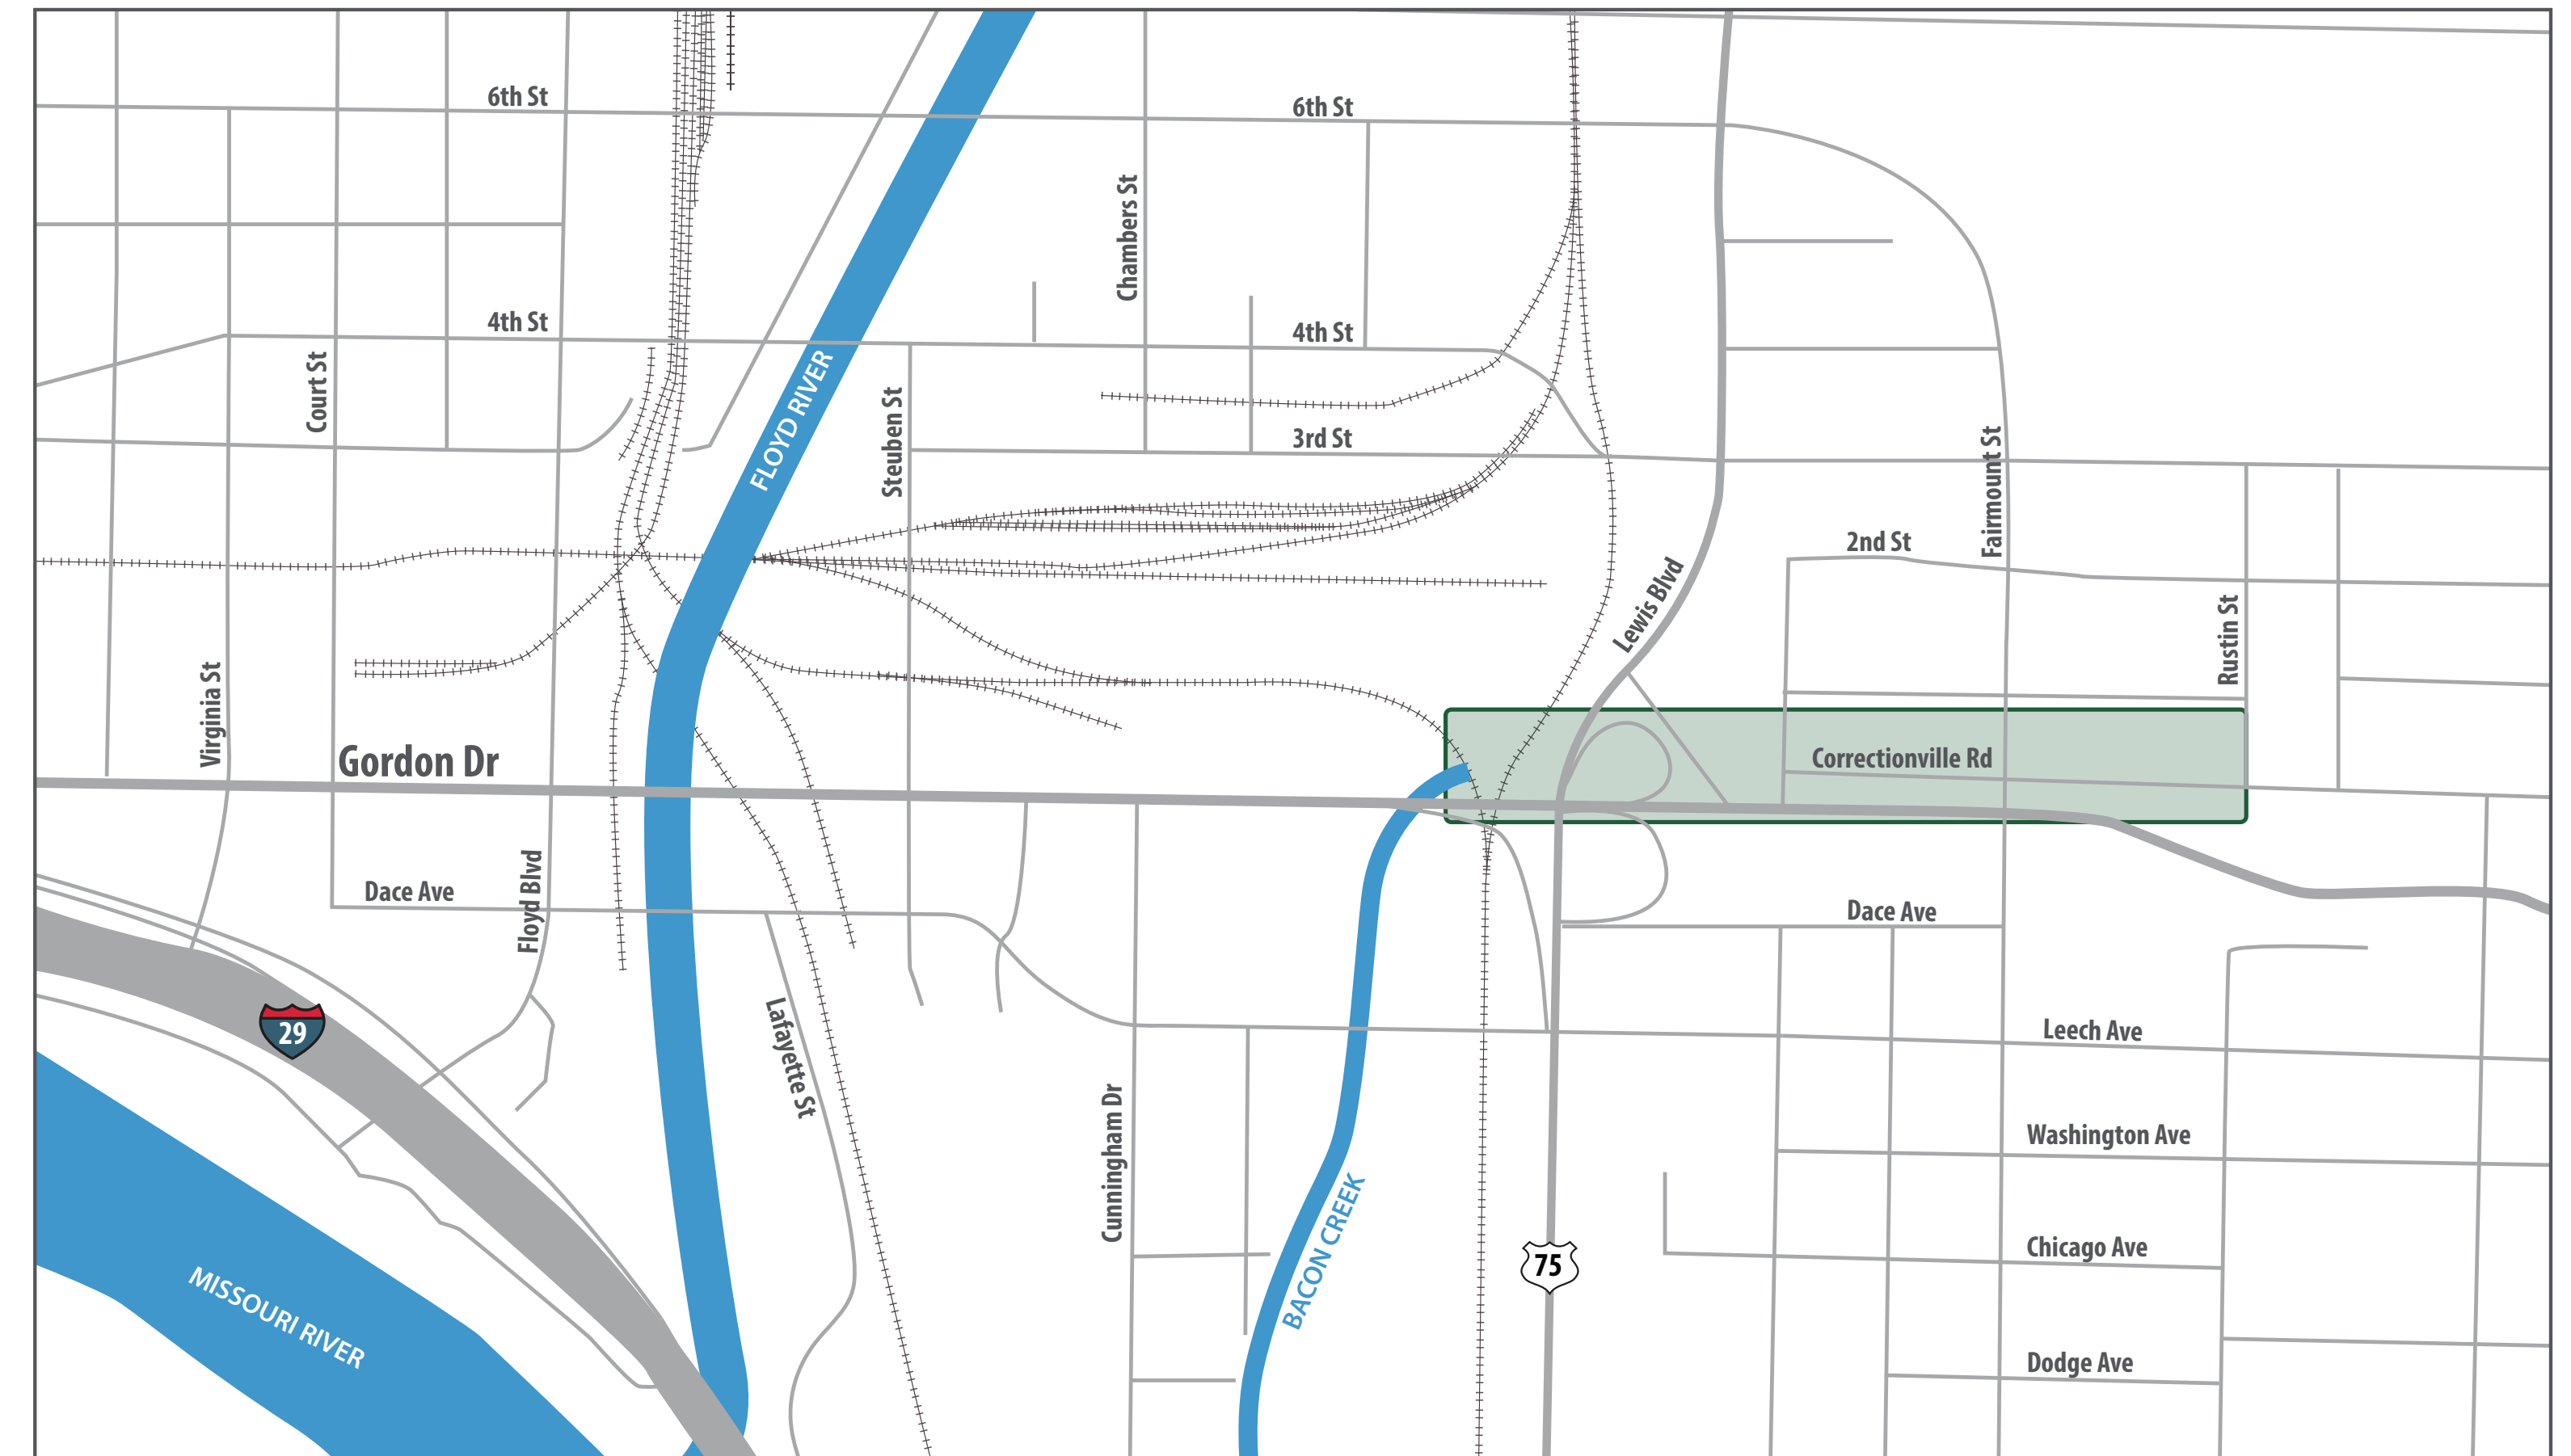 6th St
6th St
Chambers St
4th St
4th St
Court St
FLOYD RIVER
Steuben St
3rd St
Fairmount St
2nd St
Lewis Blvd
Rustin St
Virginia St
Gordon Dr
Correctionville Rd
Floyd Blvd
Dace Ave
Dace Ave
29
Lafayette St
Leech Ave
Cunningham Dr
Washington Ave
BACON CREEK
75
Chicago Ave
MISSOURI RIVER
Dodge Ave